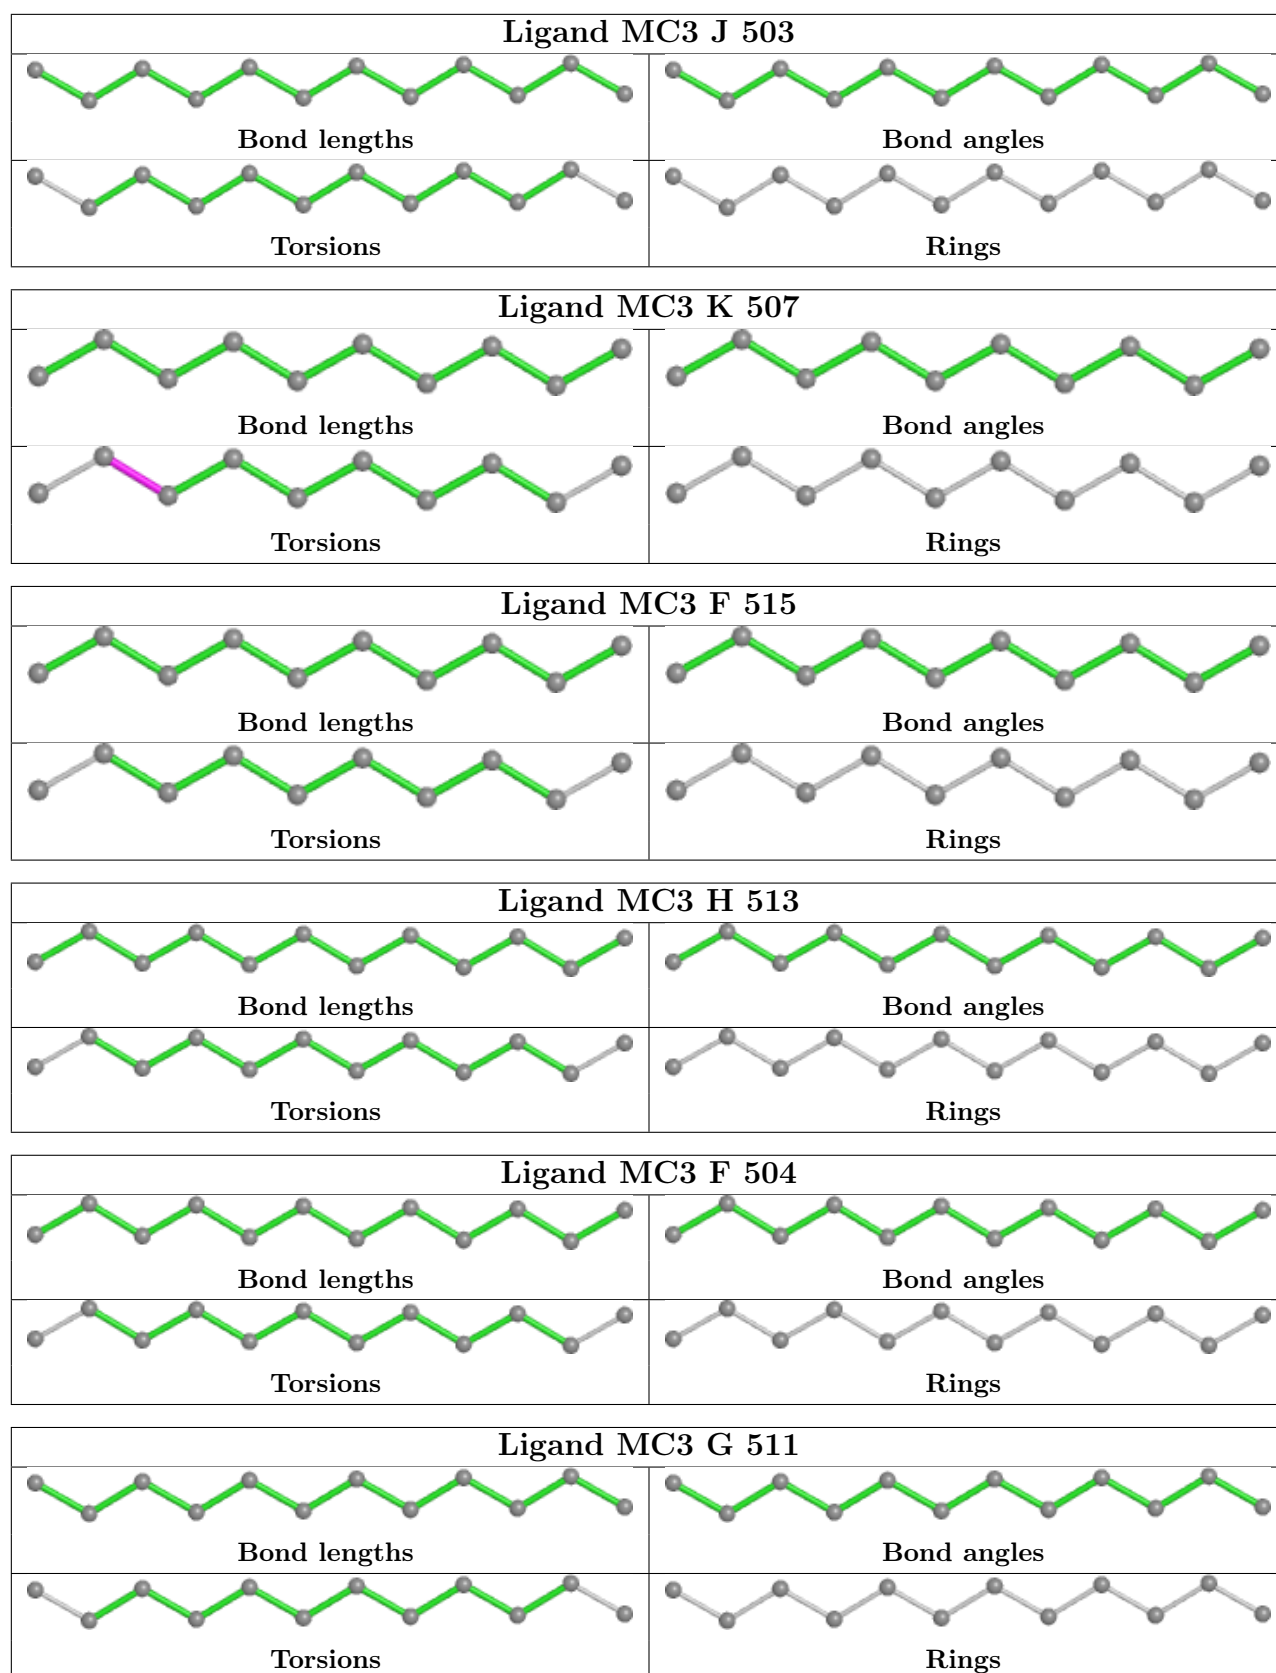 Ligand MC3 J 503
Bond lengths
Bond angles
Torsions
Rings
Ligand MC3 K 507
Bond lengths
Bond angles
Torsions
Rings
Ligand MC3 F 515
Bond lengths
Bond angles
Torsions
Rings
Ligand MC3 H 513
Bond lengths
Bond angles
Torsions
Rings
Ligand MC3 F 504
Bond lengths
Bond angles
Torsions
Rings
Ligand MC3 G 511
Bond lengths
Bond angles
Torsions
Rings